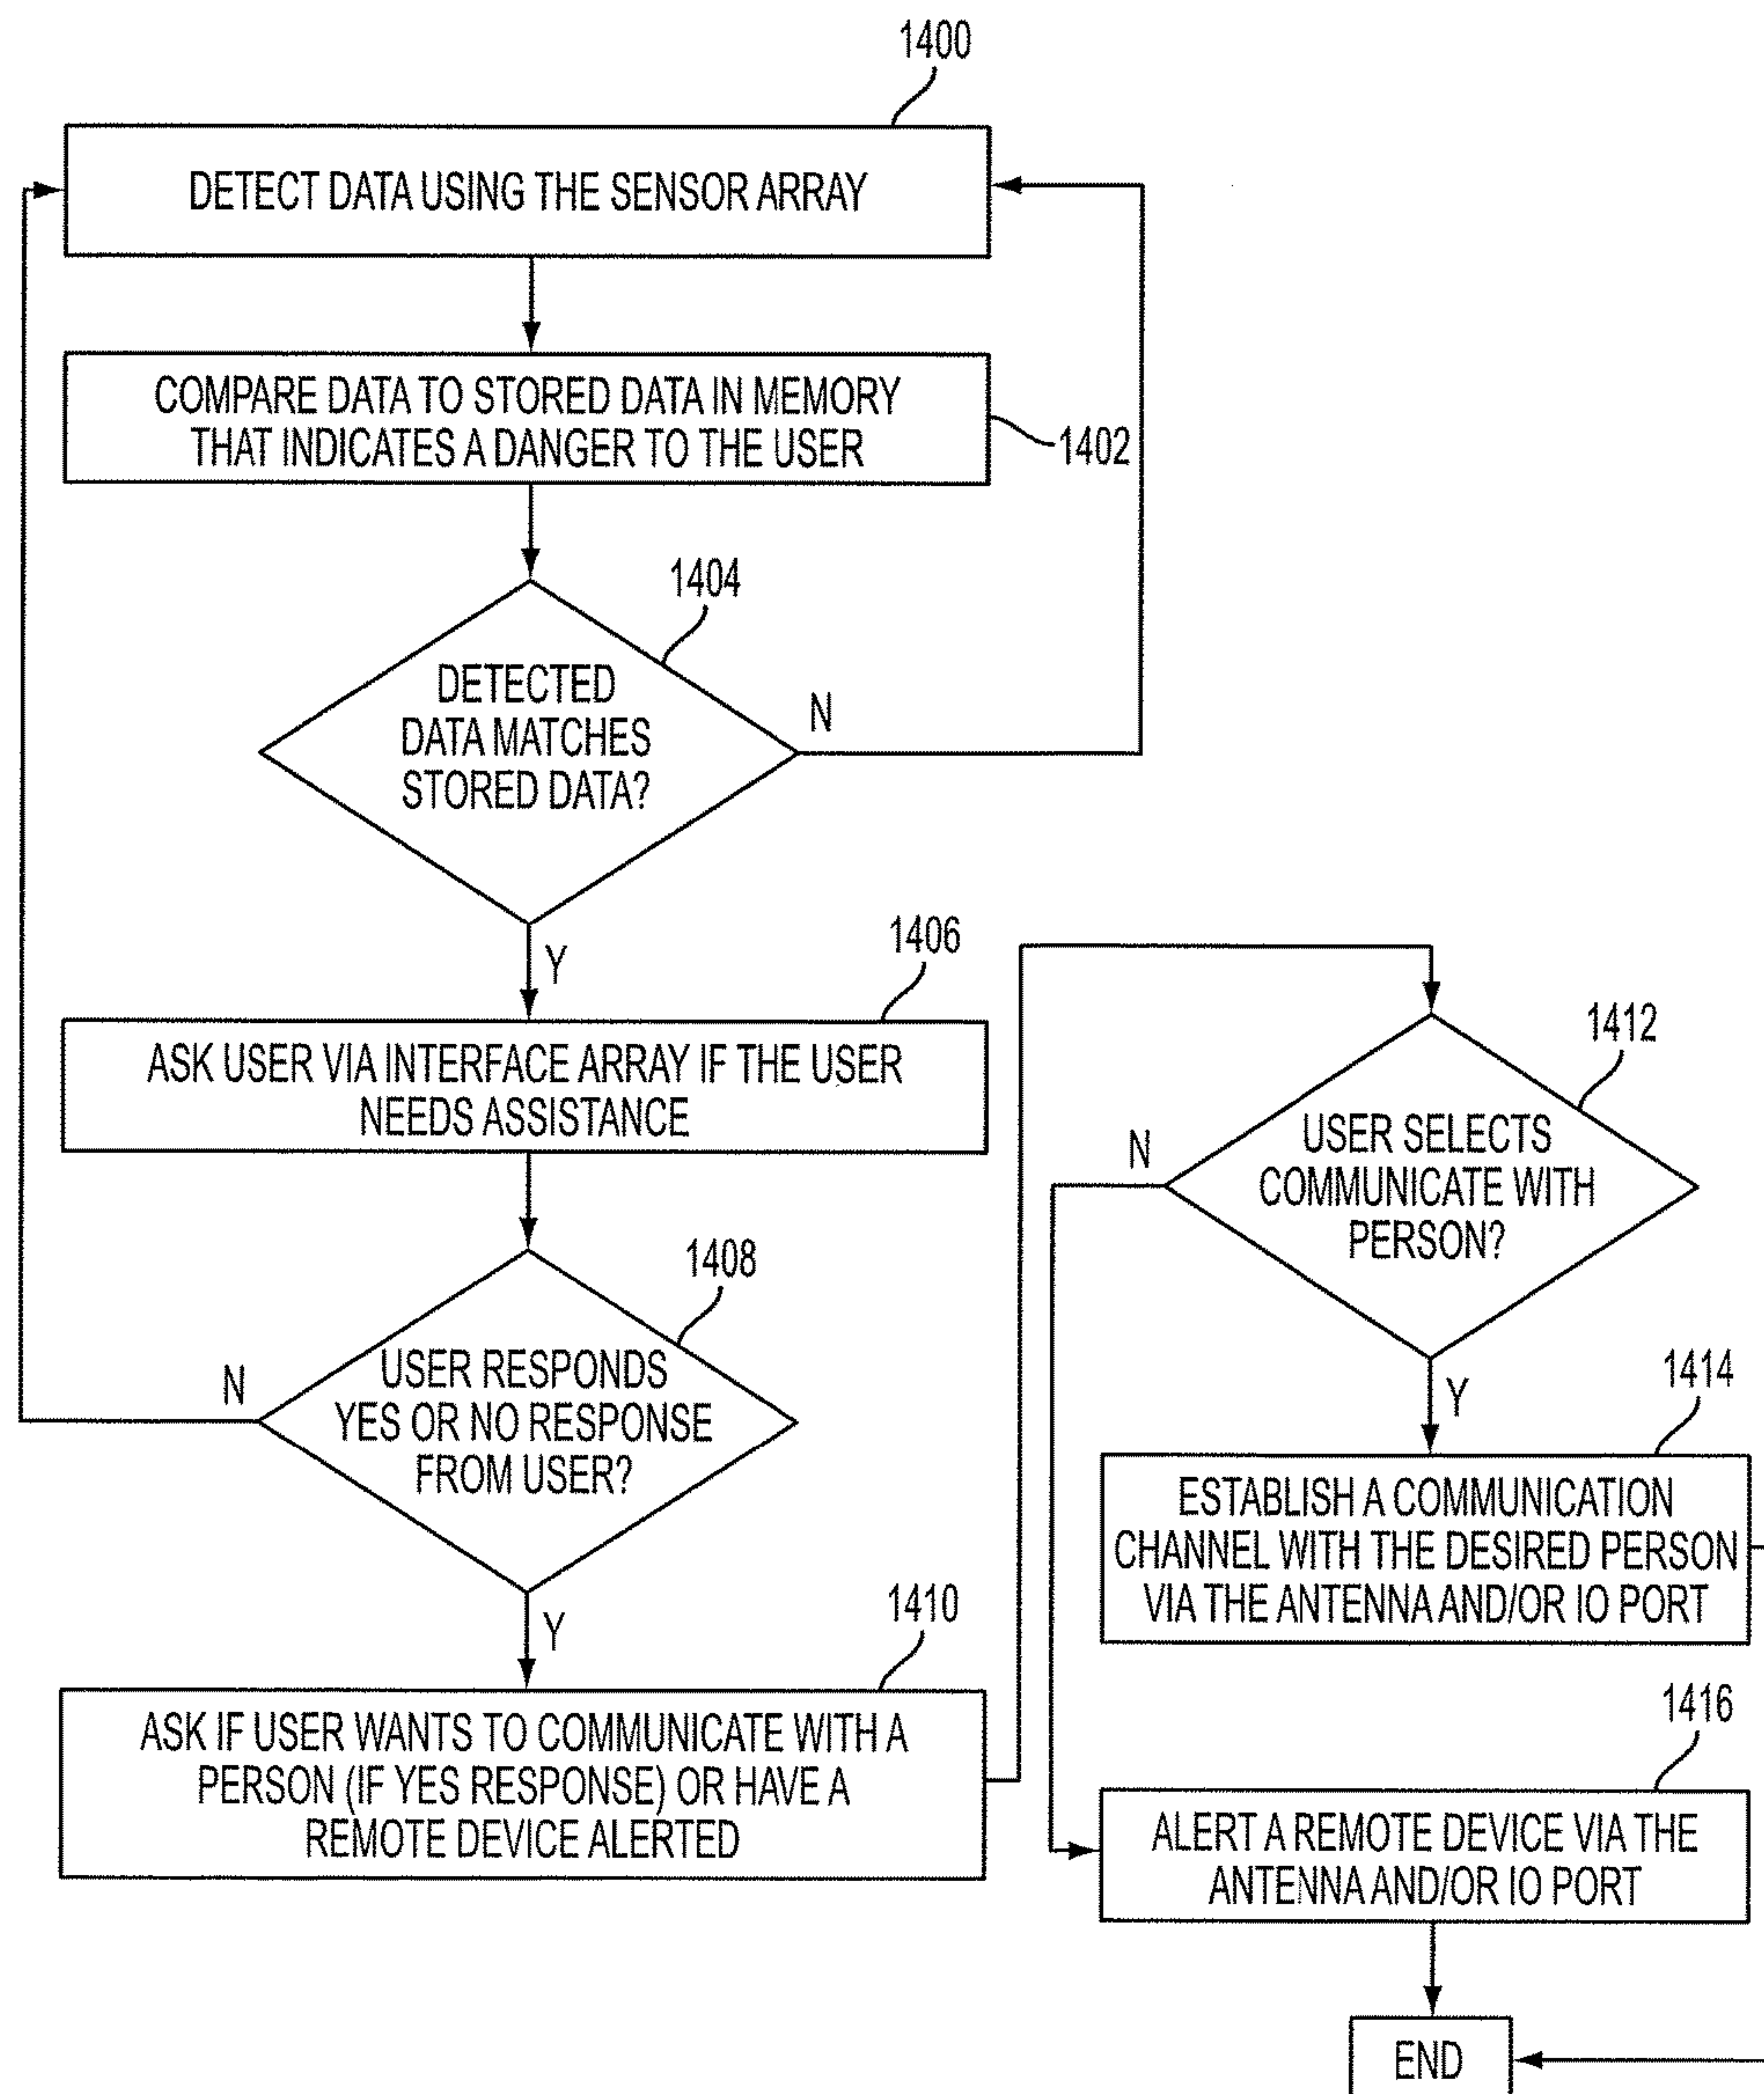 1400
DETECT DATA USING THE SENSOR ARRAY
COMPARE DATA TO STORED DATA IN MEMORY
THAT INDICATES A DANGER TO THE USER
1402
1404
DETECTED
DATA MATCHES
STORED DATA?
N
Y
1406
ASK USER VIA INTERFACE ARRAY IF THE USER
NEEDS ASSISTANCE
1408
USER RESPONDS
YES OR NO RESPONSE
FROM USER?
N
Y
1410
ASK IF USER WANTS TO COMMUNICATE WITH A
PERSON (IF YES RESPONSE) OR HAVE A
REMOTE DEVICE ALERTED
1412
USER SELECTS
COMMUNICATE WITH
PERSON?
N
Y
1414
ESTABLISH A COMMUNICATION
CHANNEL WITH THE DESIRED PERSON
VIA THE ANTENNA AND/OR IO PORT
1416
ALERT A REMOTE DEVICE VIA THE
ANTENNA AND/OR IO PORT
END